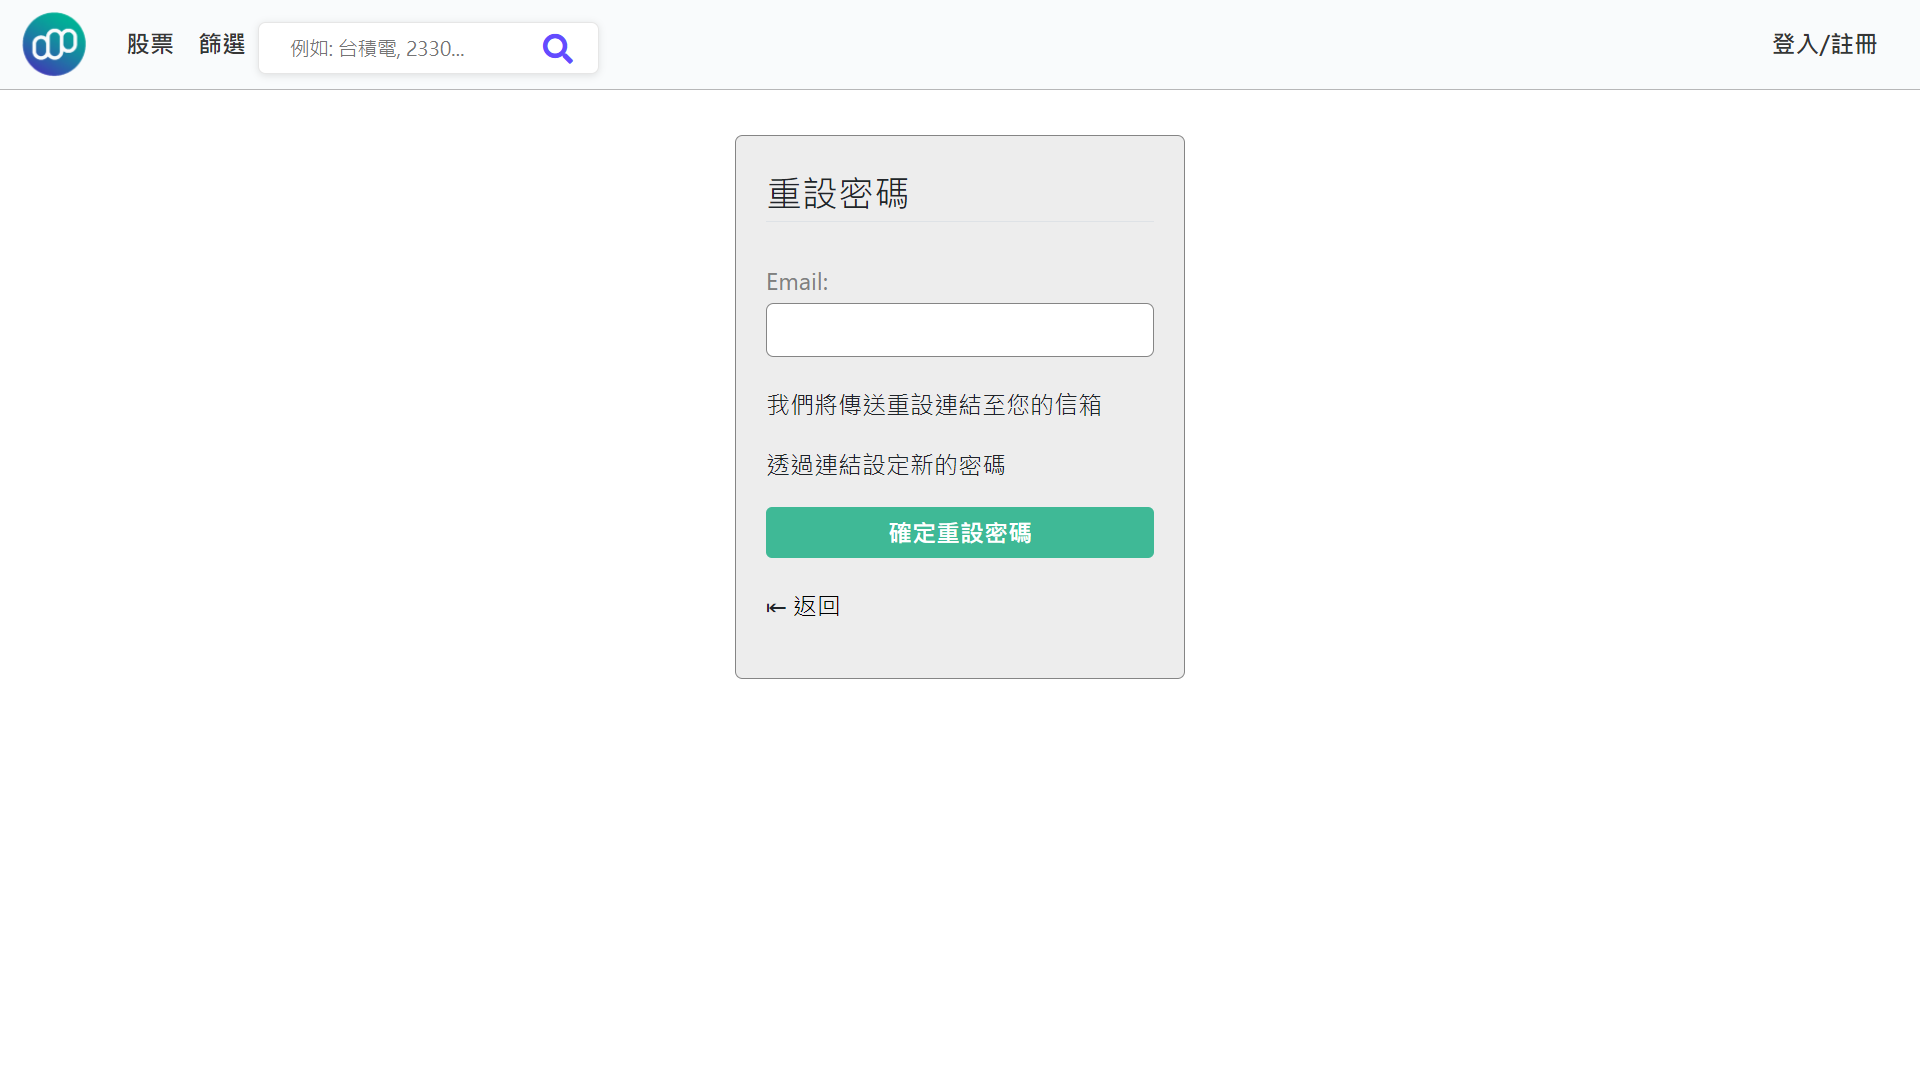 股票 篩選 例如: 台積電, 2330... 登入/註冊
重設密碼
Email:
我們將傳送重設連結至您的信箱
透過連結設定新的密碼
確定重設密碼
⇤ 返回